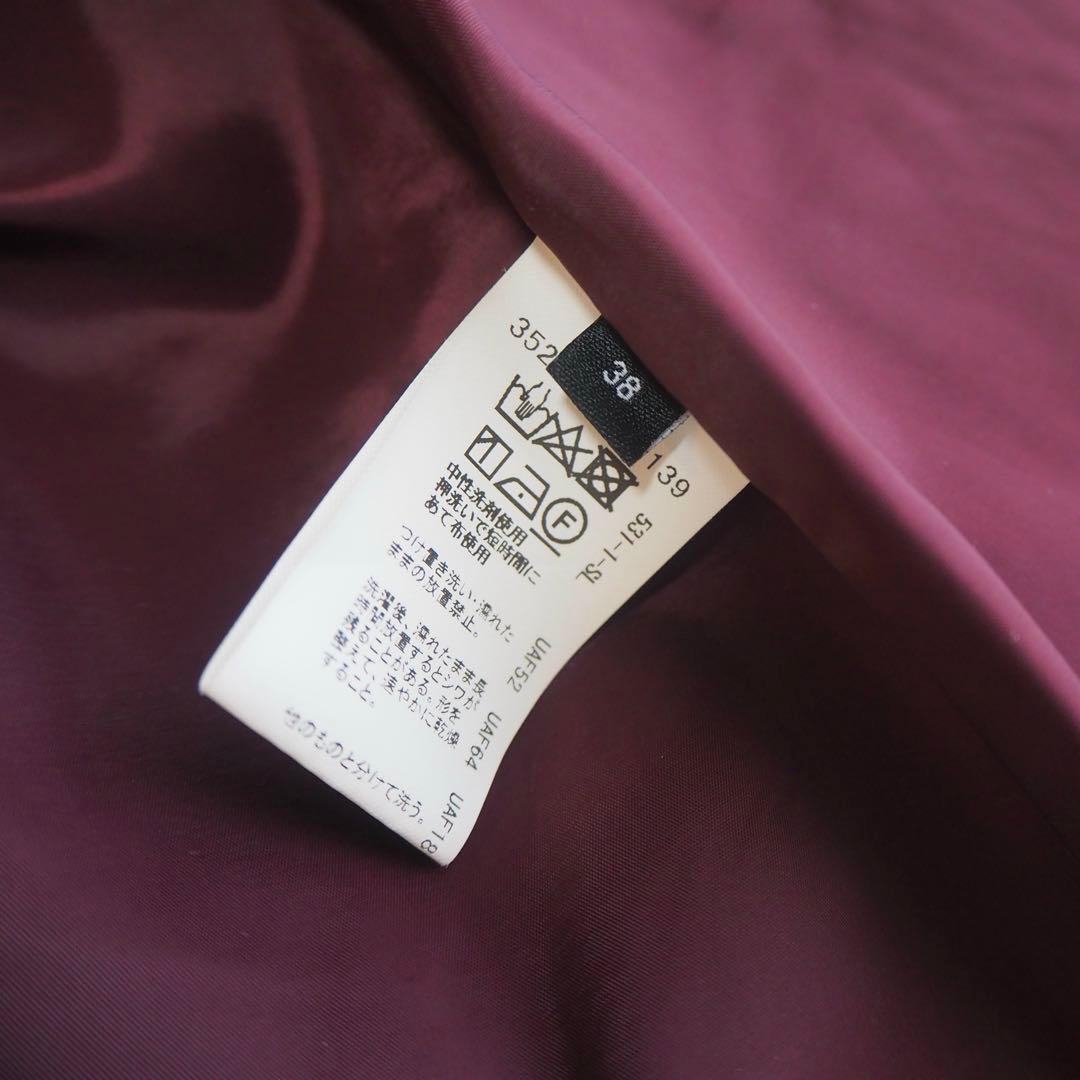 352
38
139
F
531-1-SL
中性洗剤使用
押洗いで短時間に
あて布使用
つけ置き洗い・濡れた
ままの放置禁止。
UAF52
洗濯後、濡れたまま長
時間放置するとシワが
残ることがある。形を
整えて、速やかに乾燥
すること。
UAF64
他のものと分けて洗う。
UAF18